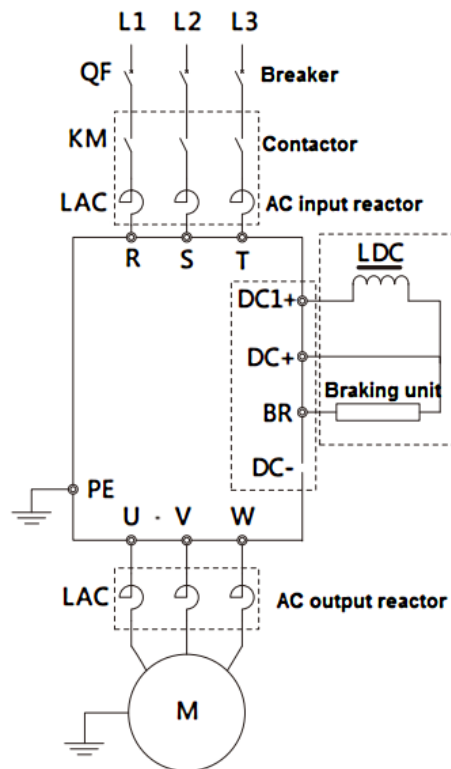 L1 L2 L3
QF Breaker
KM Contactor
LAC AC input reactor
R S T
LDC
DC1+
DC+
Braking unit
BR
DC-
PE
U - V W
LAC AC output reactor
M